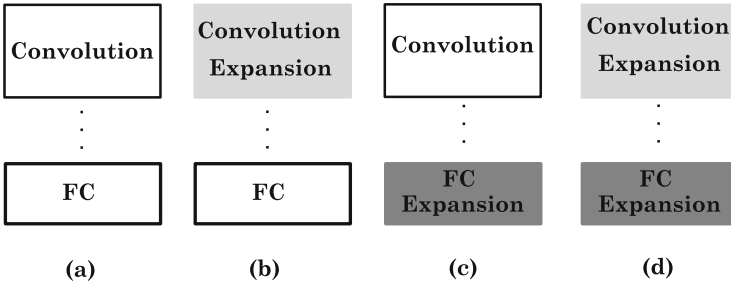 Convolution
FC
(a)
Convolution
Expansion
FC
(b)
Convolution
FC
Expansion
(c)
Convolution
Expansion
FC
Expansion
(d)